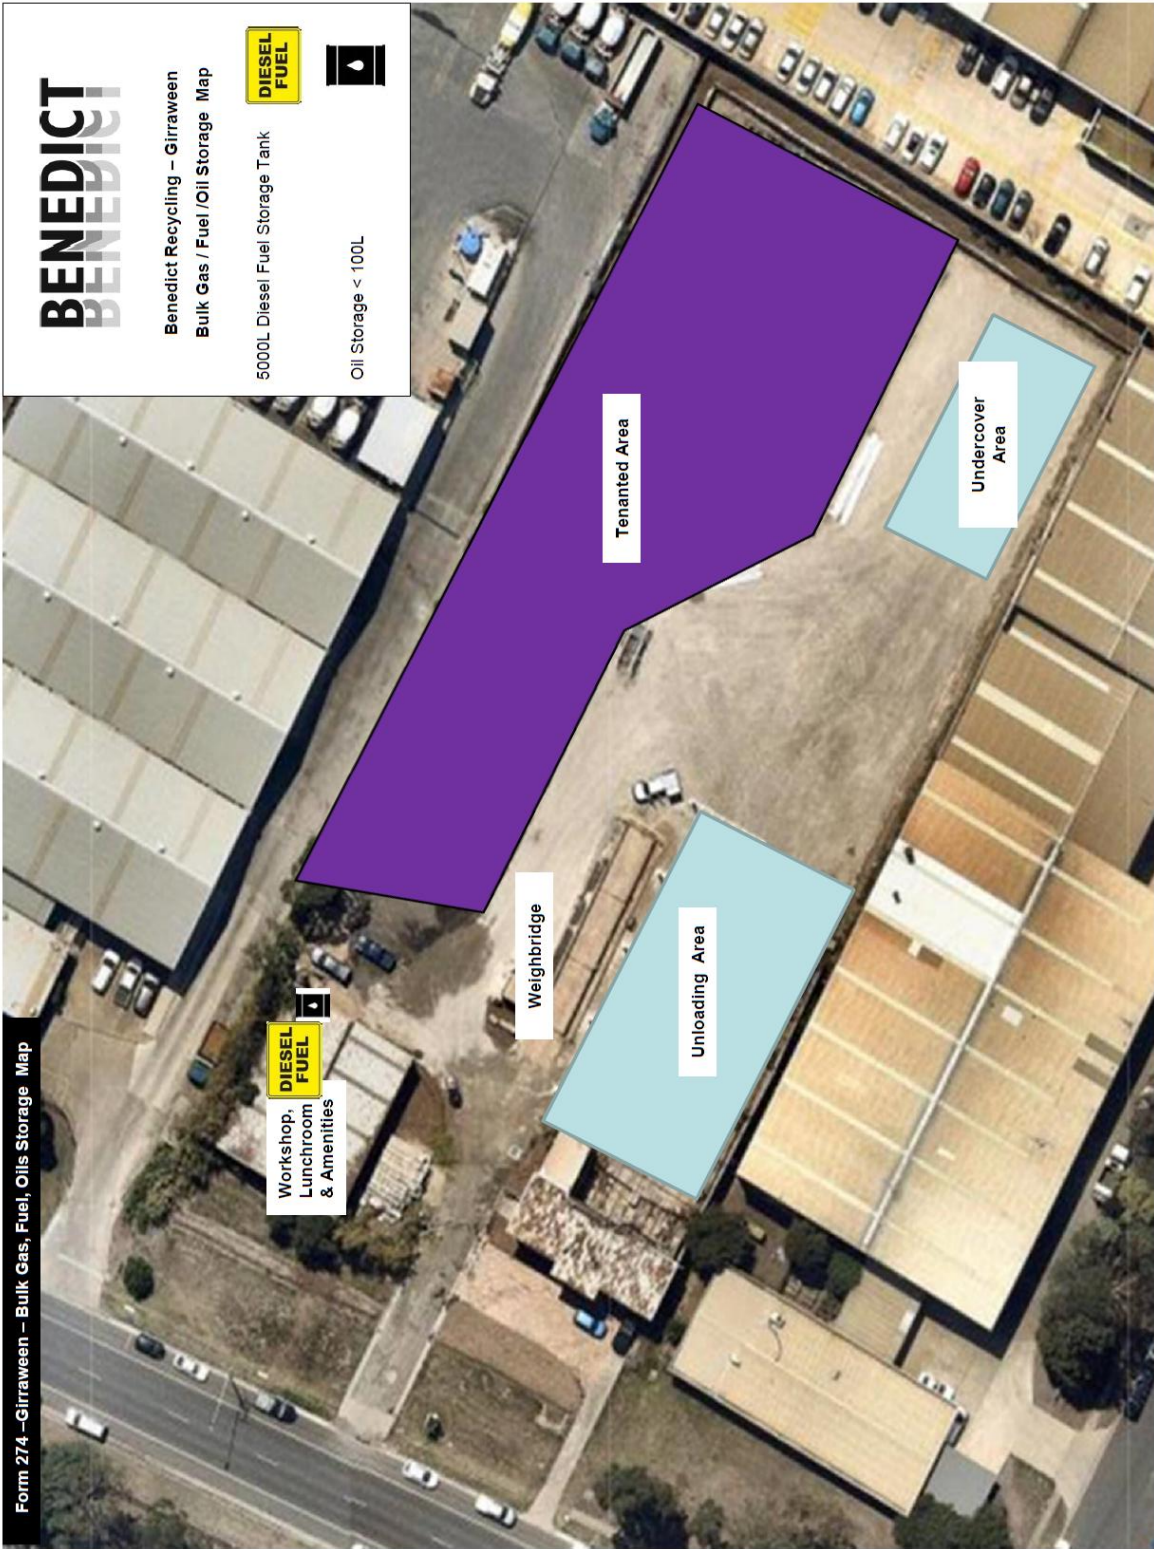 Form 274 –Girraween – Bulk Gas, Fuel, Oils Storage Map
BENEDICT
BENEDICT
Benedict Recycling – Girraween
Bulk Gas / Fuel /Oil Storage Map
5000L Diesel Fuel Storage Tank
DIESEL
FUEL
Oil Storage < 100L
Workshop,
Lunchroom
& Amenities
DIESEL
FUEL
Weighbridge
Tenanted Area
Unloading Area
Undercover
Area